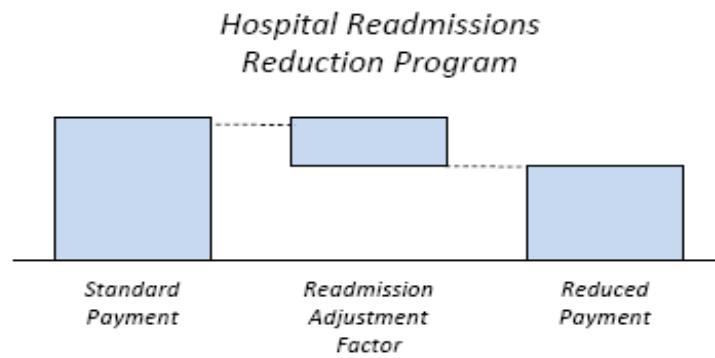 Hospital Readmissions
Reduction Program
Standard
Payment
Readmission
Adjustment
Factor
Reduced
Payment